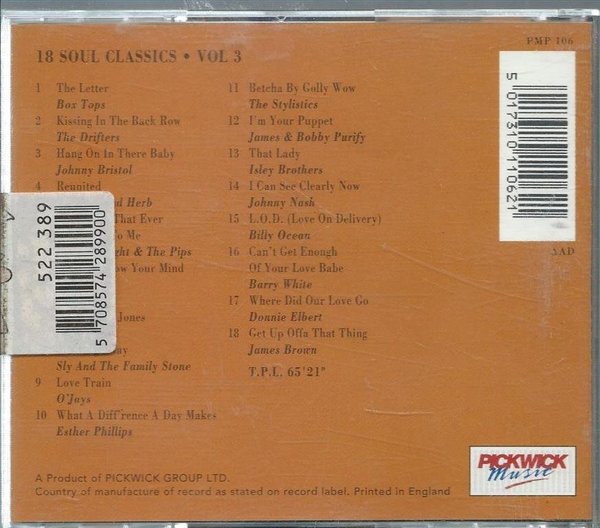 18 SOUL CLASSICS • VOL 3
PMP 106
1 The Letter
Box Tops
2 Kissing In The Back Row
The Drifters
3 Hang On In There Baby
Johnny Bristol
4 Reunited
Herb
That Ever
To Me
& The Pips
Your Mind
Jones
Sly And The Family Stone
9 Love Train
O'Jays
10 What A Diff'rence A Day Makes
Esther Phillips
11 Betcha By Golly Wow
The Stylistics
12 I'm Your Puppet
James & Bobby Purify
13 That Lady
Isley Brothers
14 I Can See Clearly Now
Johnny Nash
15 L.O.D. (Love On Delivery)
Billy Ocean
16 Can't Get Enough
Of Your Love Babe
Barry White
17 Where Did Our Love Go
Donnie Elbert
18 Get Up Offa That Thing
James Brown
T.P.L. 65'21"
5 017310 110621
AAD
522 389
5 708574 289900
A Product of PICKWICK GROUP LTD.
Country of manufacture of record as stated on record label. Printed in England
PICKWICK
Music